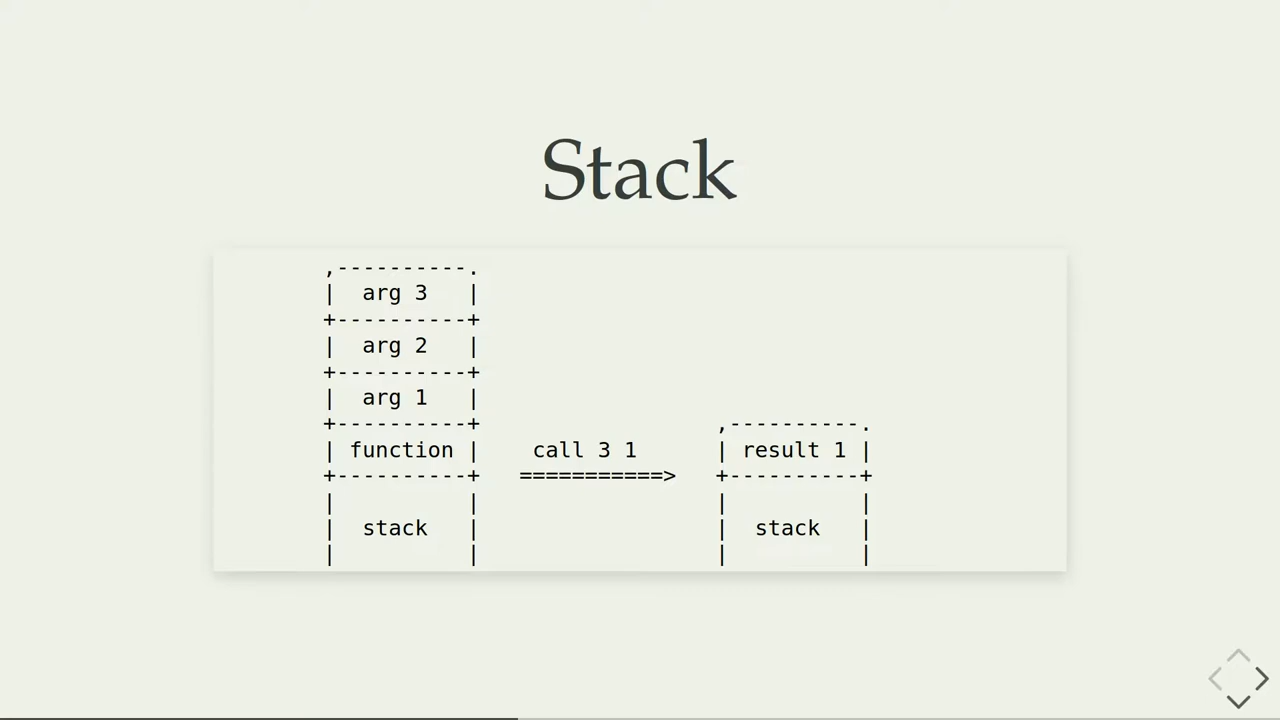 Stack
,----------.
|  arg 3   |
+----------+
|  arg 2   |
+----------+
|  arg 1   |
+----------+                  ,----------.
| function |    call 3 1      | result 1 |
+----------+   ===========>   +----------+
|          |                  |          |
|  stack   |                  |  stack   |
|          |                  |          |